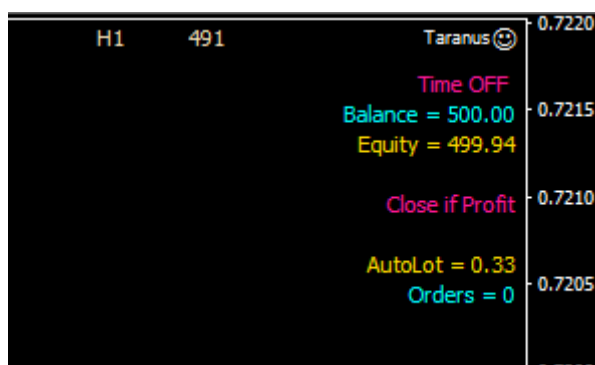 H1 491 Taranus☺ 0.7220
Time OFF
Balance = 500.00 0.7215
Equity = 499.94
Close if Profit 0.7210
AutoLot = 0.33
Orders = 0 0.7205